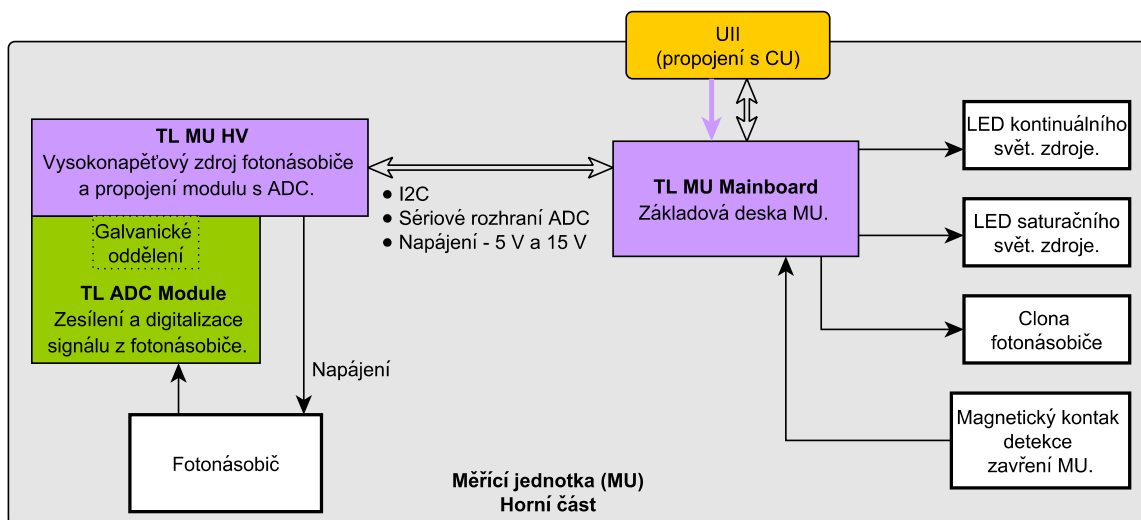 UII
(propojení s CU)
TL MU HV
Vysokonapěťový zdroj fotonásobiče
a propojení modulu s ADC.
Galvanické
oddělení
TL ADC Module
Zesílení a digitalizace
signálu z fotonásobiče.
● I2C
● Sériové rozhraní ADC
● Napájení - 5 V a 15 V
TL MU Mainboard
Základová deska MU.
LED kontinuálního
svět. zdroje.
LED saturačního
svět. zdroje.
Clona
fotonásobiče
Magnetický kontak
detekce
zavření MU.
Napájení
Fotonásobič
Měřící jednotka (MU)
Horní část